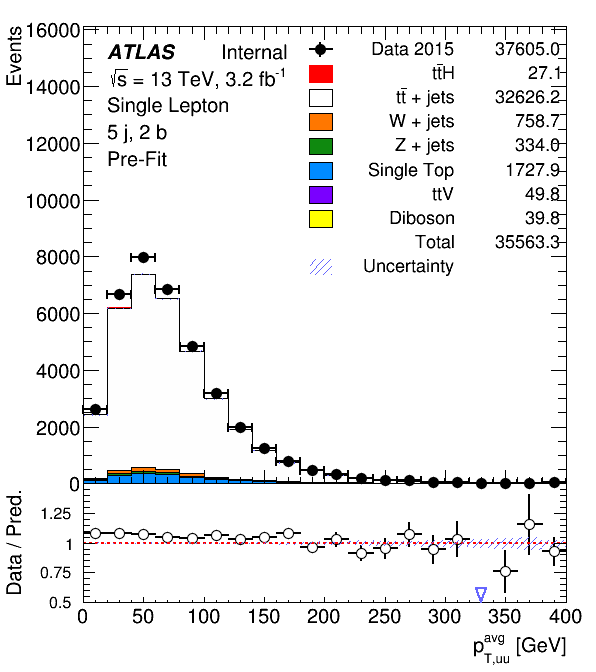 Events
16000
14000
12000
10000
8000
6000
4000
2000
0
ATLAS Internal
√s = 13 TeV, 3.2 fb⁻¹
Single Lepton
5 j, 2 b
Pre-Fit
Data 2015 37605.0
tt̄H 27.1
tt̄ + jets 32626.2
W + jets 758.7
Z + jets 334.0
Single Top 1727.9
ttV 49.8
Diboson 39.8
Total 35563.3
Uncertainty
Data / Pred.
1.25
1
0.75
0.5
0 50 100 150 200 250 300 350 400
p_{T,uu}^{avg} [GeV]